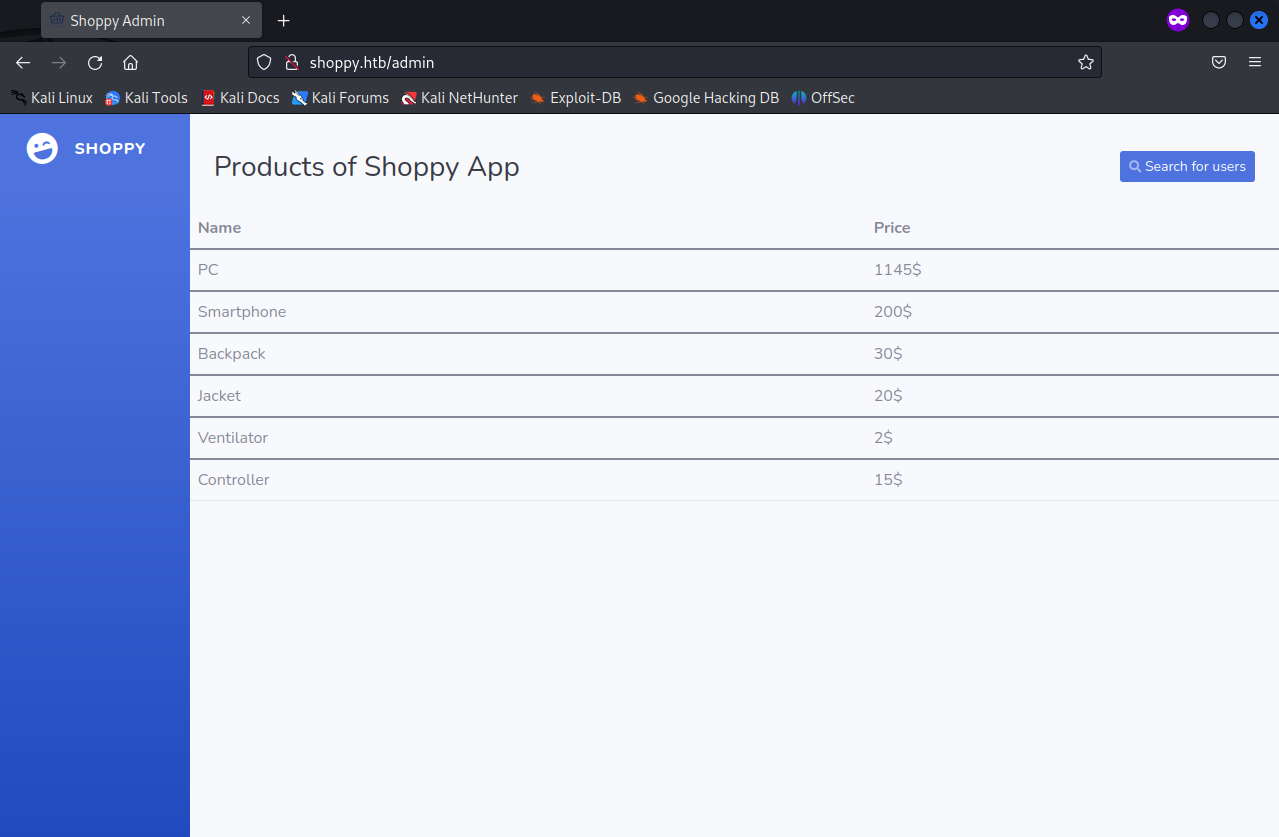 Shoppy Admin
shoppy.htb/admin
Kali Linux Kali Tools Kali Docs Kali Forums Kali NetHunter Exploit-DB Google Hacking DB OffSec
SHOPPY
Products of Shoppy App
Search for users
Name Price
PC 1145$
Smartphone 200$
Backpack 30$
Jacket 20$
Ventilator 2$
Controller 15$